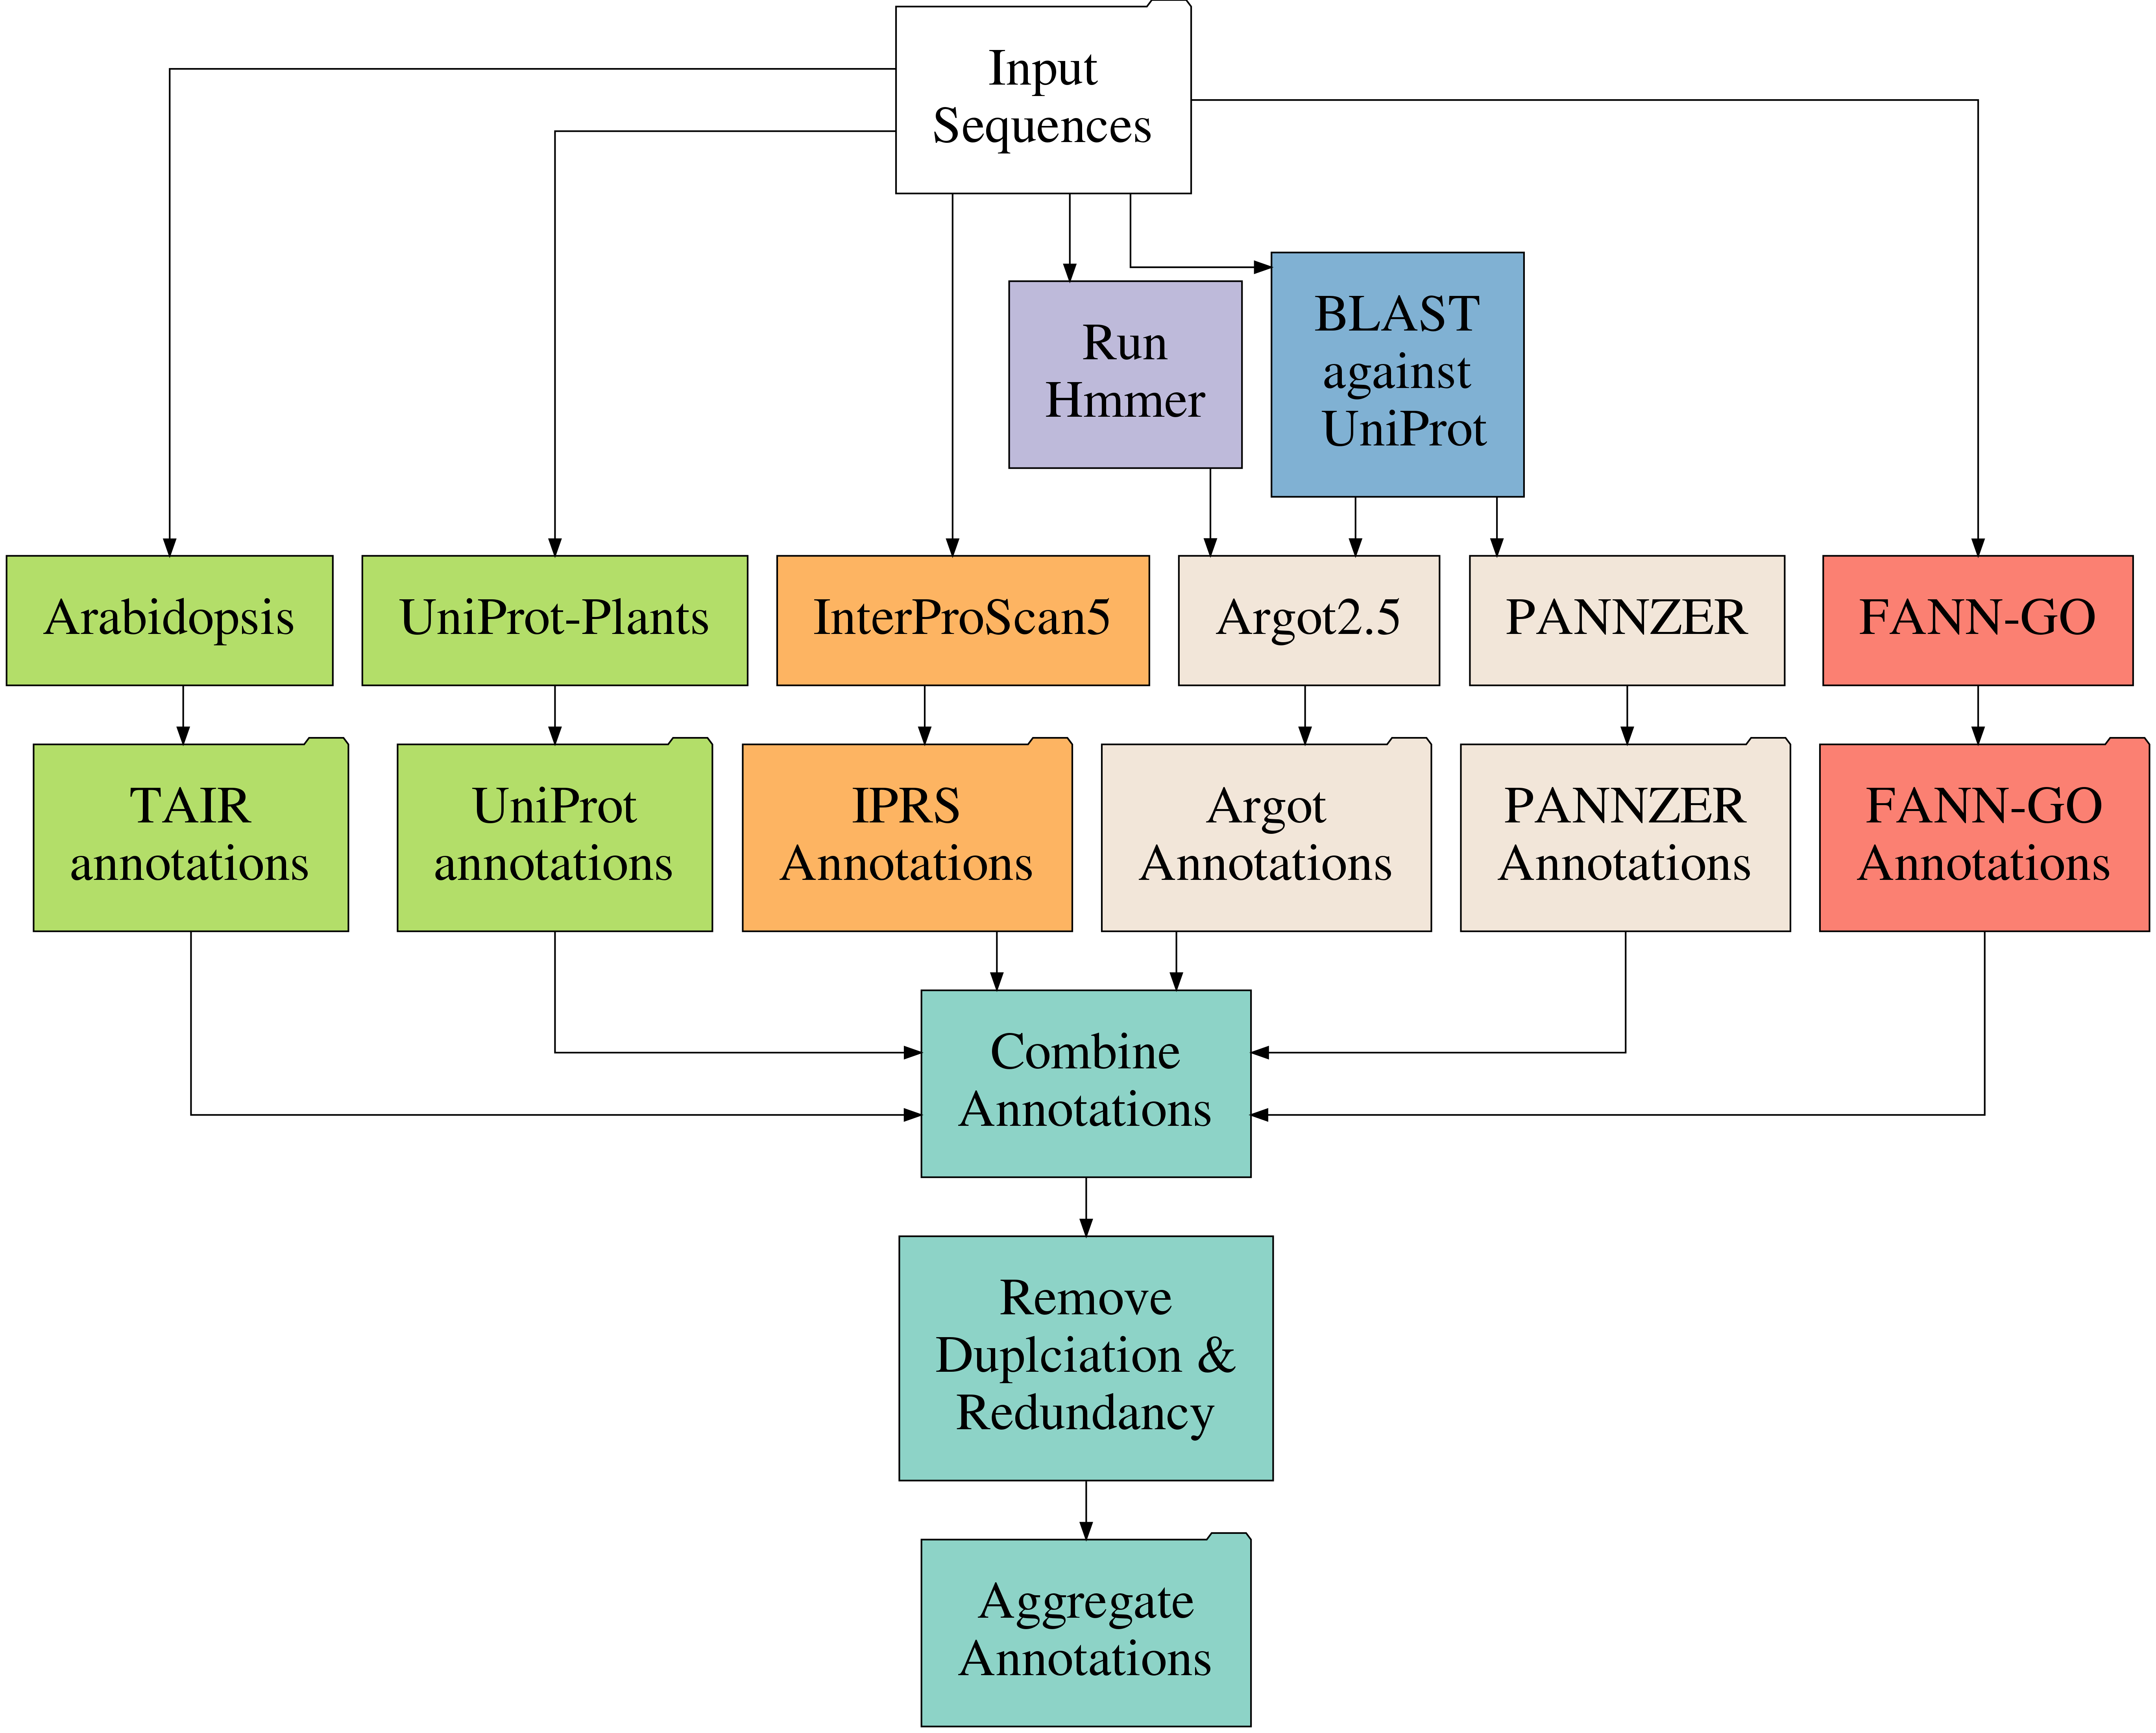 Input
Sequences
Run
Hmmer
BLAST
against
UniProt
Arabidopsis
UniProt-Plants
InterProScan5
Argot2.5
PANNZER
FANN-GO
TAIR
annotations
UniProt
annotations
IPRS
Annotations
Argot
Annotations
PANNZER
Annotations
FANN-GO
Annotations
Combine
Annotations
Remove
Duplciation &
Redundancy
Aggregate
Annotations